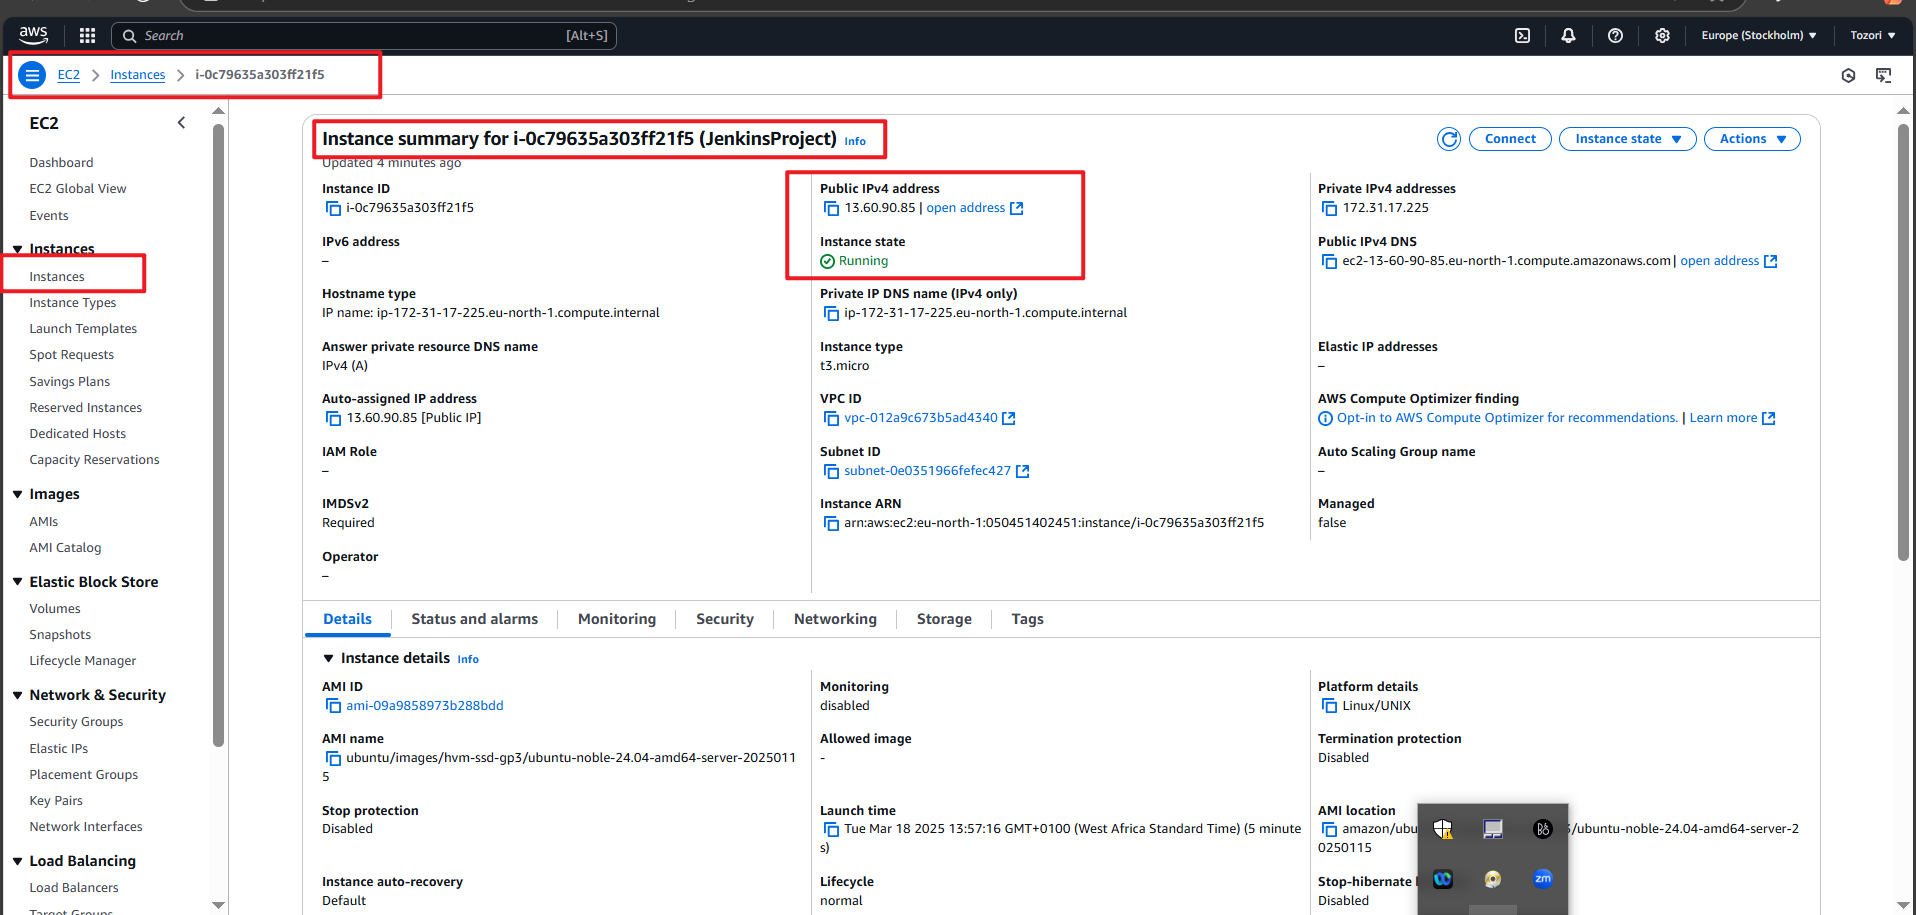 aws
Search
[Alt+S]
Europe (Stockholm)
Tozori
EC2
Instances
i-0c79635a303ff21f5
EC2
Dashboard
EC2 Global View
Events
Instances
Instances
Instance Types
Launch Templates
Spot Requests
Savings Plans
Reserved Instances
Dedicated Hosts
Capacity Reservations
Images
AMIs
AMI Catalog
Elastic Block Store
Volumes
Snapshots
Lifecycle Manager
Network & Security
Security Groups
Elastic IPs
Placement Groups
Key Pairs
Network Interfaces
Load Balancing
Load Balancers
Target Groups
Instance summary for i-0c79635a303ff21f5 (JenkinsProject) Info
Updated 4 minutes ago
Connect
Instance state
Actions
Instance ID
i-0c79635a303ff21f5
Public IPv4 address
13.60.90.85 | open address
Private IPv4 addresses
172.31.17.225
IPv6 address
–
Instance state
Running
Public IPv4 DNS
ec2-13-60-90-85.eu-north-1.compute.amazonaws.com | open address
Hostname type
IP name: ip-172-31-17-225.eu-north-1.compute.internal
Private IP DNS name (IPv4 only)
ip-172-31-17-225.eu-north-1.compute.internal
Answer private resource DNS name
IPv4 (A)
Instance type
t3.micro
Elastic IP addresses
–
Auto-assigned IP address
13.60.90.85 [Public IP]
VPC ID
vpc-012a9c673b5ad4340
AWS Compute Optimizer finding
Opt-in to AWS Compute Optimizer for recommendations. | Learn more
IAM Role
–
Subnet ID
subnet-0e0351966fefec427
Auto Scaling Group name
–
IMDSv2
Required
Instance ARN
arn:aws:ec2:eu-north-1:050451402451:instance/i-0c79635a303ff21f5
Managed
false
Operator
–
Details
Status and alarms
Monitoring
Security
Networking
Storage
Tags
Instance details Info
AMI ID
ami-09a9858973b288bdd
Monitoring
disabled
Platform details
Linux/UNIX
AMI name
ubuntu/images/hvm-ssd-gp3/ubuntu-noble-24.04-amd64-server-2025011
5
Allowed image
-
Termination protection
Disabled
Stop protection
Disabled
Launch time
Tue Mar 18 2025 13:57:16 GMT+0100 (West Africa Standard Time) (5 minute
s)
AMI location
amazon/ubu
3/ubuntu-noble-24.04-amd64-server-2
0250115
Instance auto-recovery
Default
Lifecycle
normal
Stop-hibernate
Disabled
zm